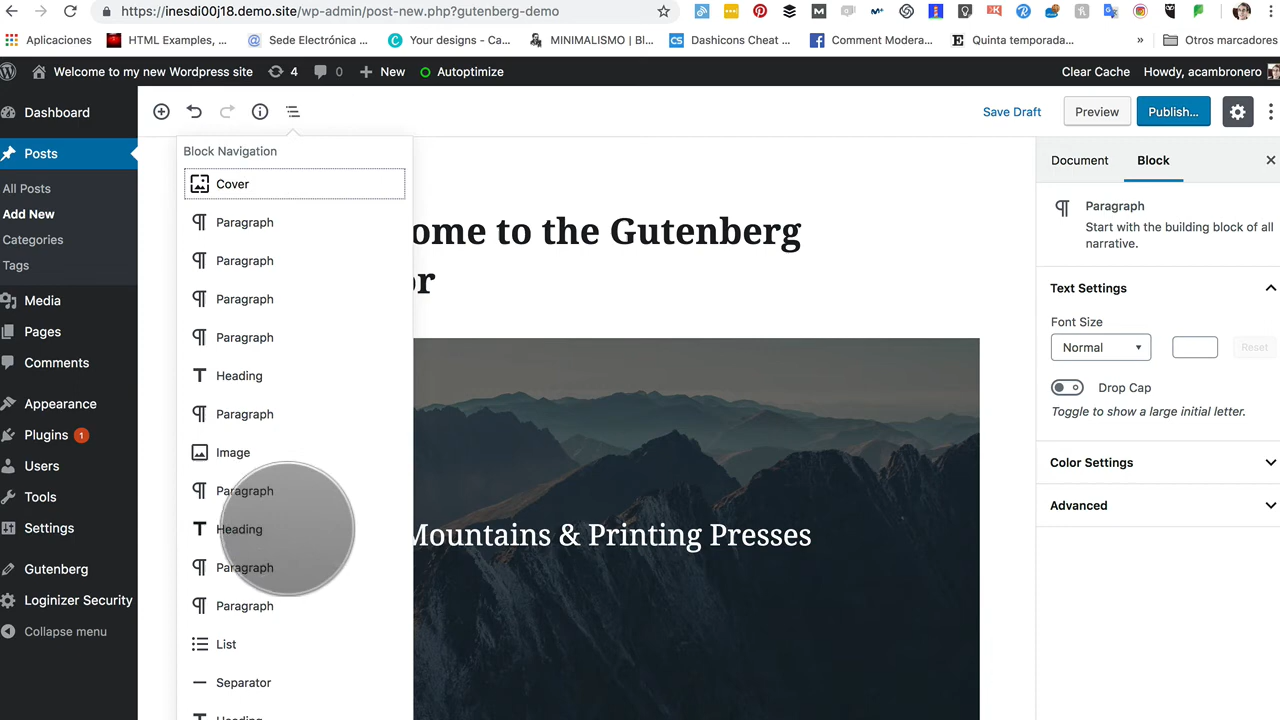 https://inesdi00j18.demo.site/wp-admin/post-new.php?gutenberg-demo
Aplicaciones
HTML Examples, ...
Sede Electrónica ...
Your designs - Ca...
MINIMALISMO | Bl...
Dashicons Cheat ...
Comment Modera...
Quinta temporada...
»
Otros marcadores
Welcome to my new Wordpress site
4
0
New
Autoptimize
Clear Cache
Howdy, acambronero
Dashboard
Posts
All Posts
Add New
Categories
Tags
Media
Pages
Comments
Appearance
Plugins 1
Users
Tools
Settings
Gutenberg
Loginizer Security
Collapse menu
Save Draft
Preview
Publish...
Block Navigation
Cover
Paragraph
Paragraph
Paragraph
Paragraph
Heading
Paragraph
Image
Paragraph
Heading
Paragraph
Paragraph
List
Separator
Heading
ome to the Gutenberg
or
Mountains & Printing Presses
Document
Block
Paragraph
Start with the building block of all
narrative.
Text Settings
Font Size
Normal
Reset
Drop Cap
Toggle to show a large initial letter.
Color Settings
Advanced